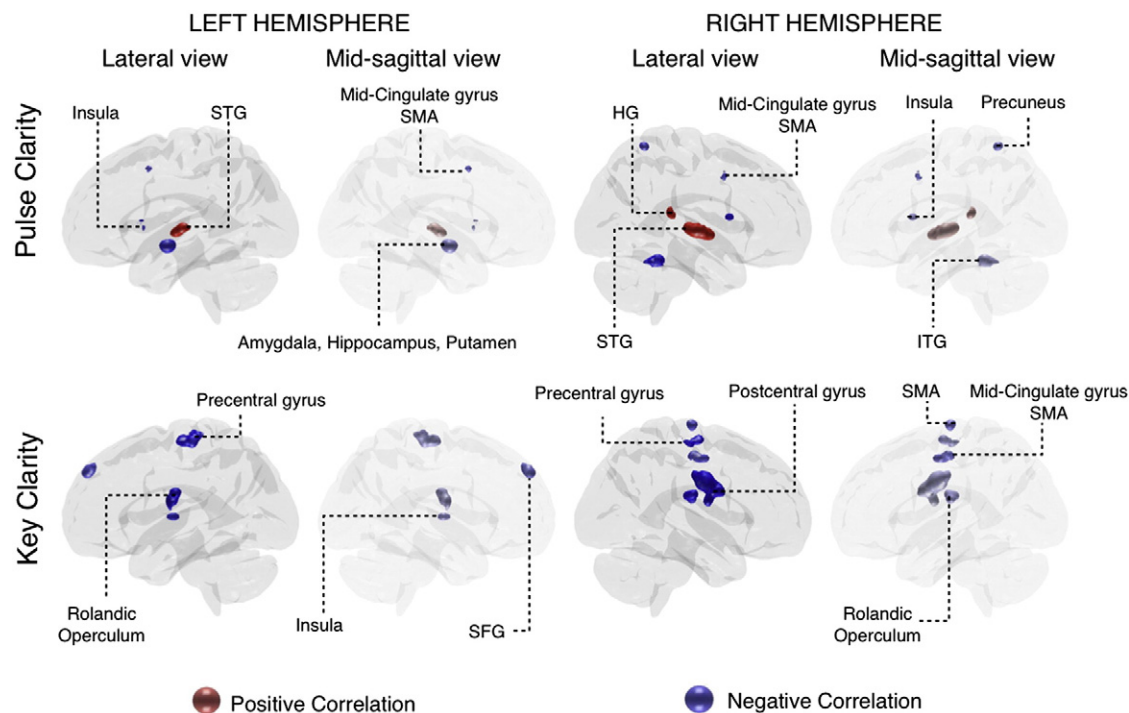 LEFT HEMISPHERE
RIGHT HEMISPHERE
Lateral view
Mid-sagittal view
Lateral view
Mid-sagittal view
Pulse Clarity
Insula
STG
Mid-Cingulate gyrus
SMA
Amygdala, Hippocampus, Putamen
HG
Mid-Cingulate gyrus
SMA
STG
Insula
Precuneus
ITG
Key Clarity
Precentral gyrus
Rolandic
Operculum
Insula
SFG
Precentral gyrus
Postcentral gyrus
SMA
Mid-Cingulate gyrus
SMA
Rolandic
Operculum
Positive Correlation
Negative Correlation